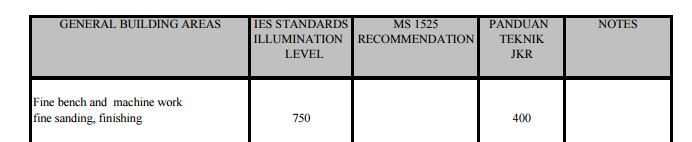 GENERAL BUILDING AREAS IES STANDARDS MS 1525 PANDUAN NOTES
ILLUMINATION RECOMMENDATION TEKNIK
LEVEL JKR
Fine bench and machine work
fine sanding, finishing 750 400